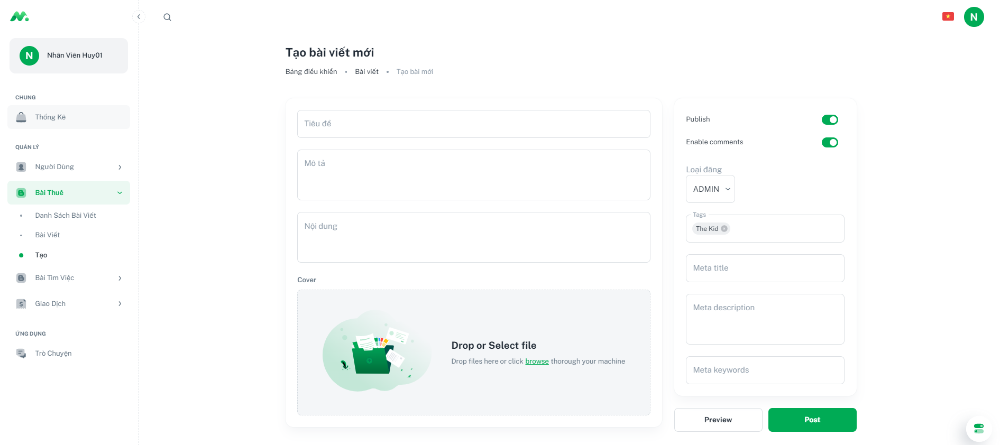 N
Nhân Viên Huy01
CHUNG
Thống Kê
QUẢN LÝ
Người Dùng
Bài Thuê
Danh Sách Bài Viết
Bài Viết
Tạo
Bài Tìm Việc
Giao Dịch
ỨNG DỤNG
Trò Chuyện
N
Tạo bài viết mới
Bảng điều khiển • Bài viết • Tạo bài mới
Tiêu đề
Mô tả
Nội dung
Cover
Drop or Select file
Drop files here or click browse thorough your machine
Publish
Enable comments
Loại đăng
ADMIN
Tags
The Kid
Meta title
Meta description
Meta keywords
Preview
Post